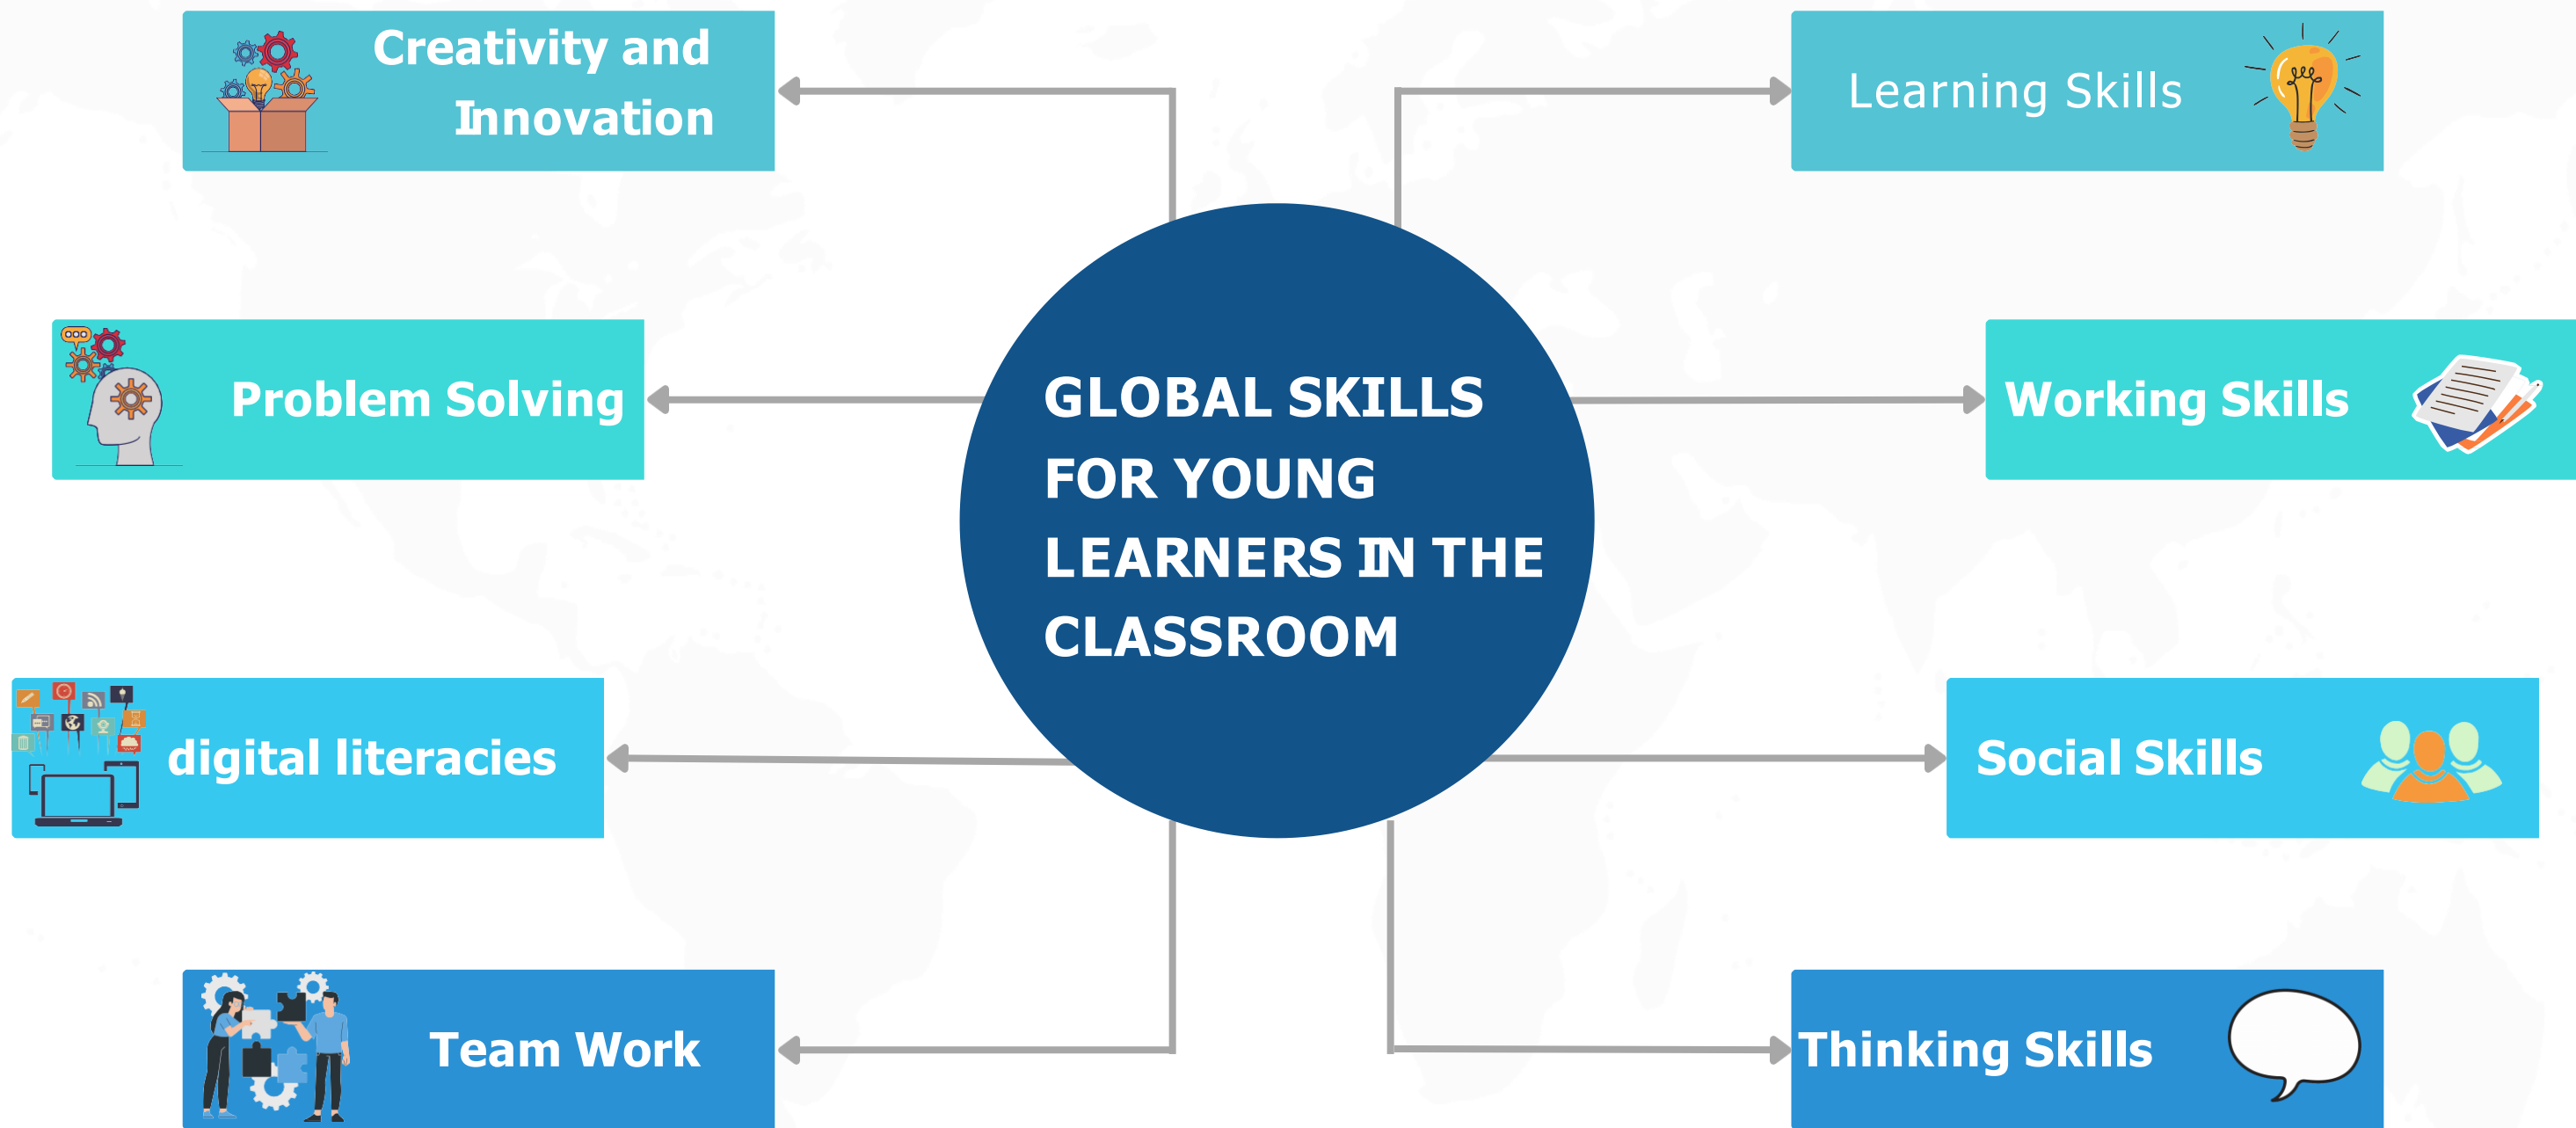 Creativity and
Innovation
Learning Skills
Problem Solving
GLOBAL SKILLS
FOR YOUNG
LEARNERS IN THE
CLASSROOM
Working Skills
digital literacies
Social Skills
Team Work
Thinking Skills